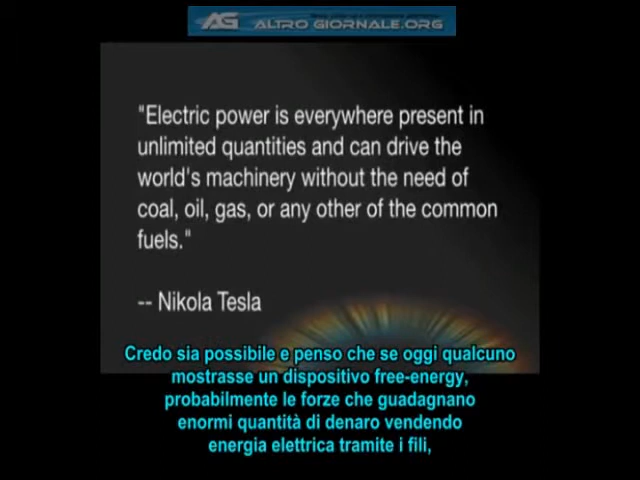 AG ALTRO GIORNALE.ORG
"Electric power is everywhere present in
unlimited quantities and can drive the
world's machinery without the need of
coal, oil, gas, or any other of the common
fuels."
-- Nikola Tesla
Credo sia possibile e penso che se oggi qualcuno
mostrasse un dispositivo free-energy,
probabilmente le forze che guadagnano
enormi quantità di denaro vendendo
energia elettrica tramite i fili,